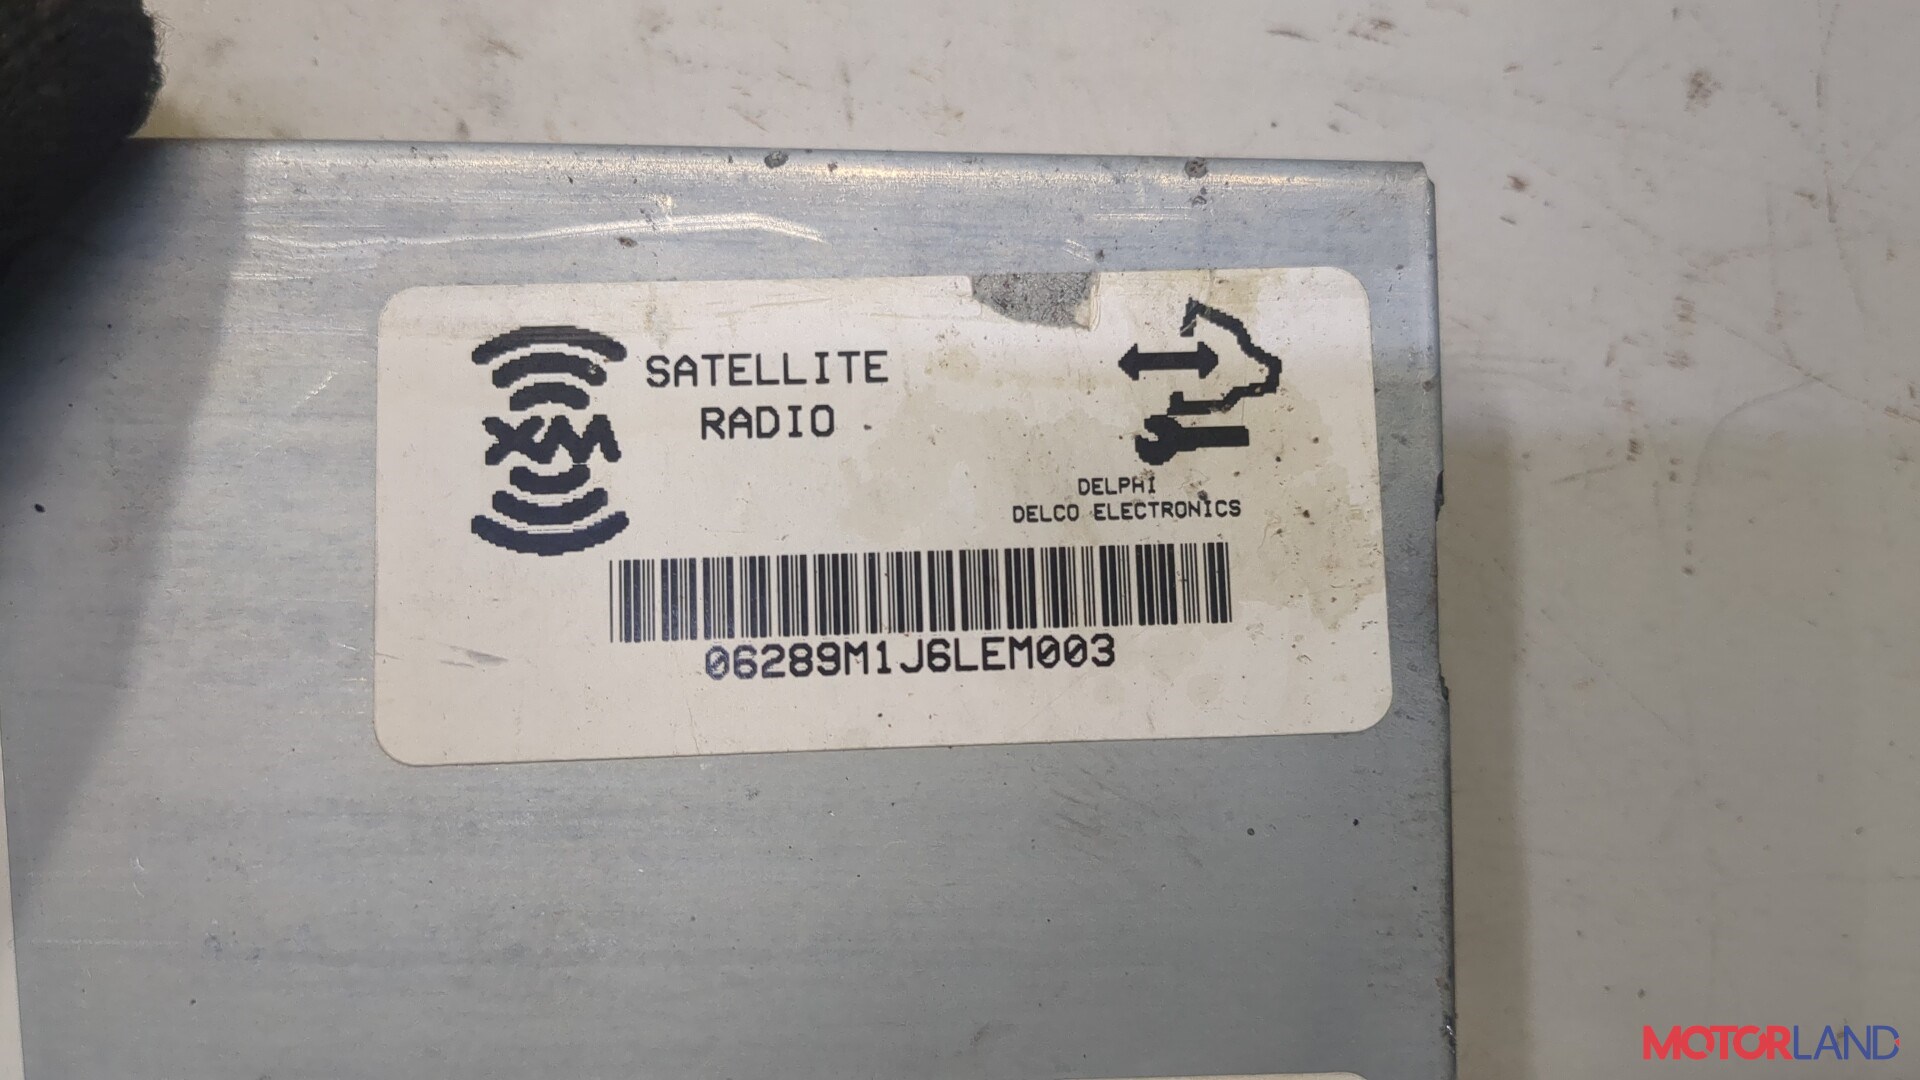 SATELLITE
RADIO
XM
DELPHI
DELCO ELECTRONICS
06289M1J6LEM003
MOTORLAND